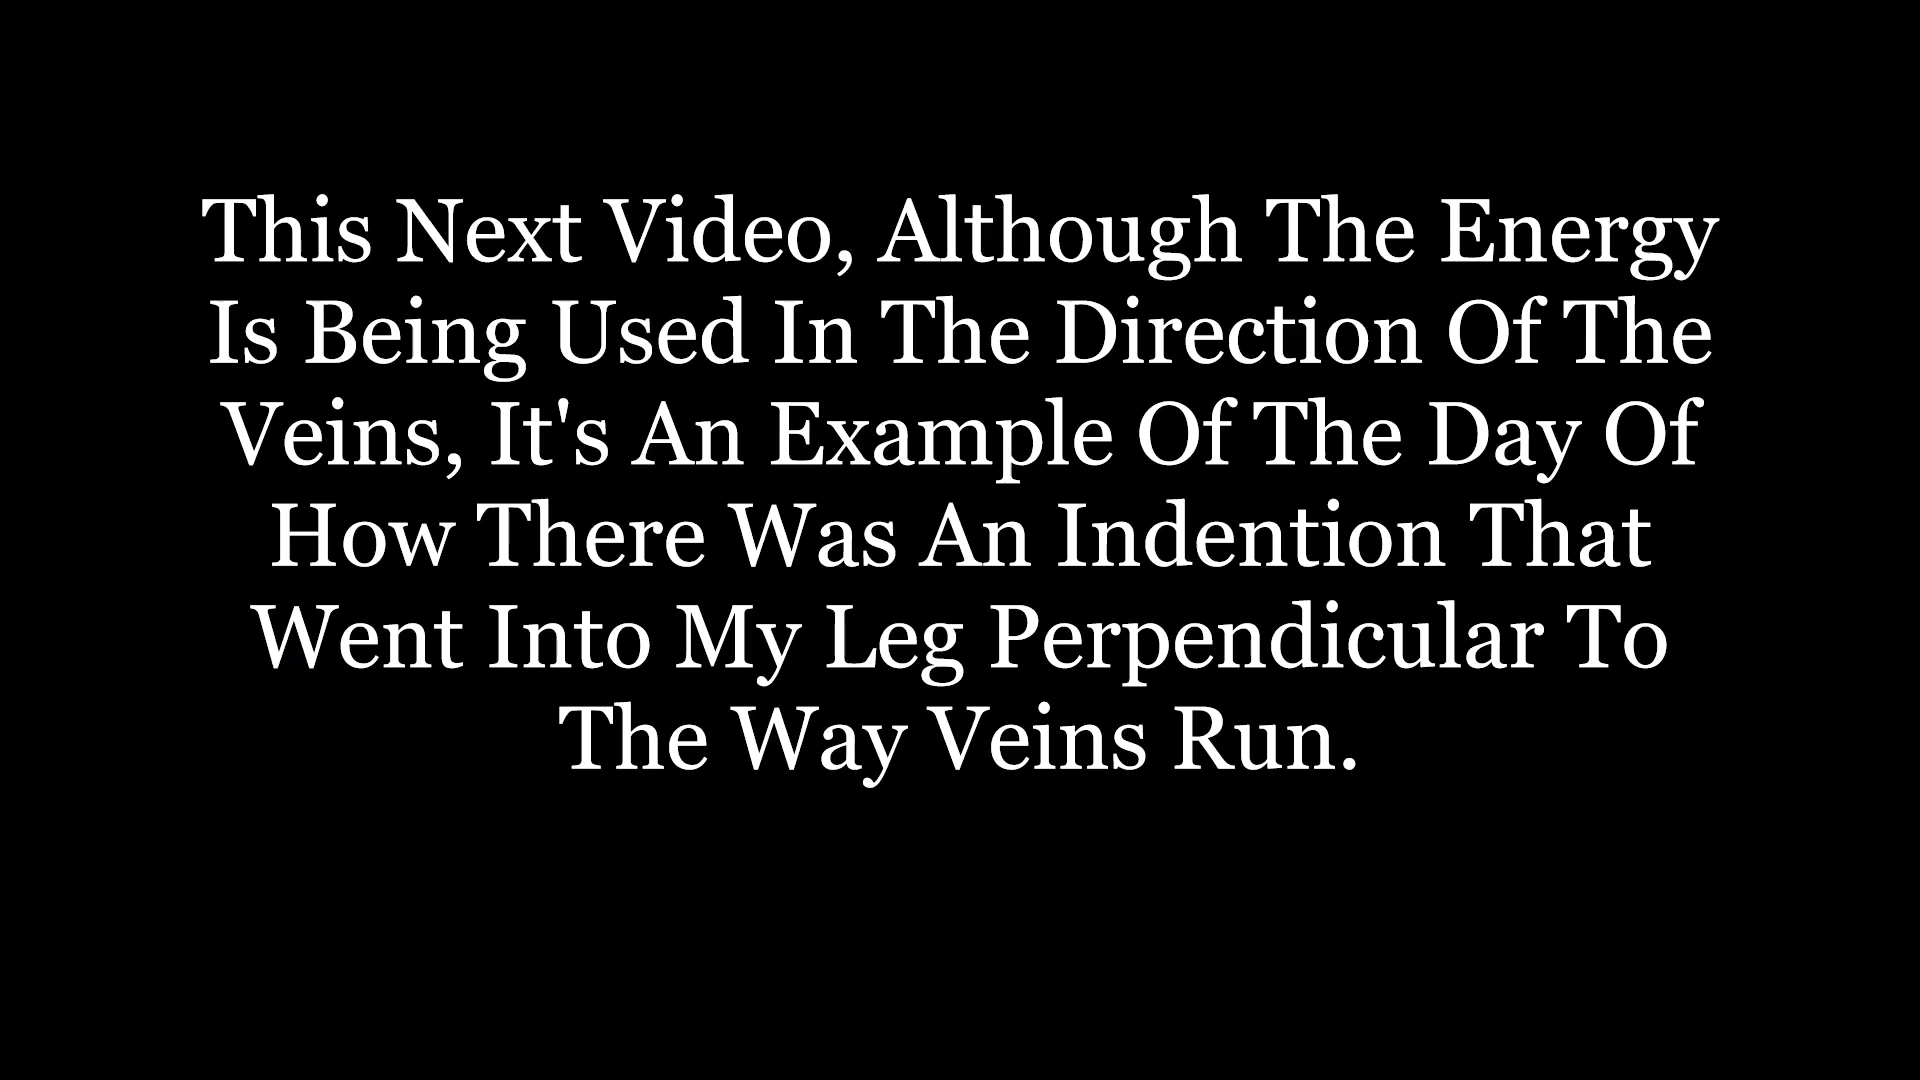 This Next Video, Although The Energy
Is Being Used In The Direction Of The
Veins, It's An Example Of The Day Of
How There Was An Indention That
Went Into My Leg Perpendicular To
The Way Veins Run.